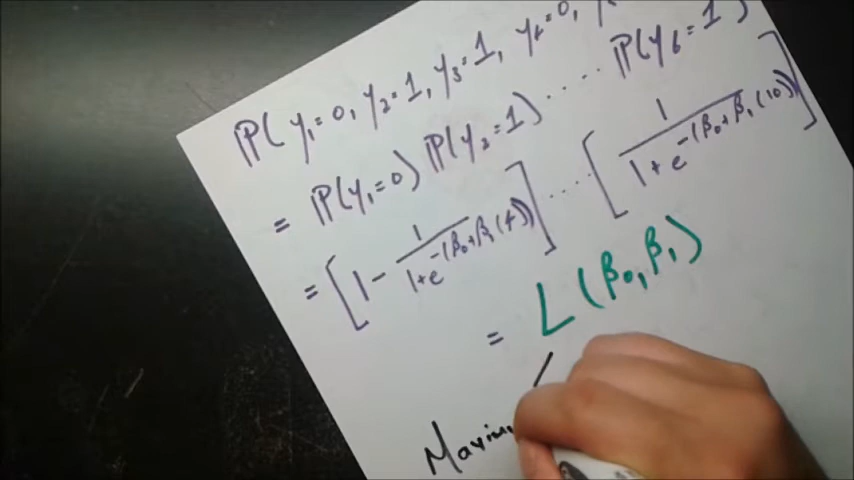 P(y₁=0, y₂=1, y₃=1, y₄=0, y
= P(y₁=0) P(y₂=1) ..... P(y₆=1)
= [1 - 1/(1+e^-(β₀+β₁(4)))] ..... [1/(1+e^-(β₀+β₁(10)))]
= L(β₀, β₁)
Maxim